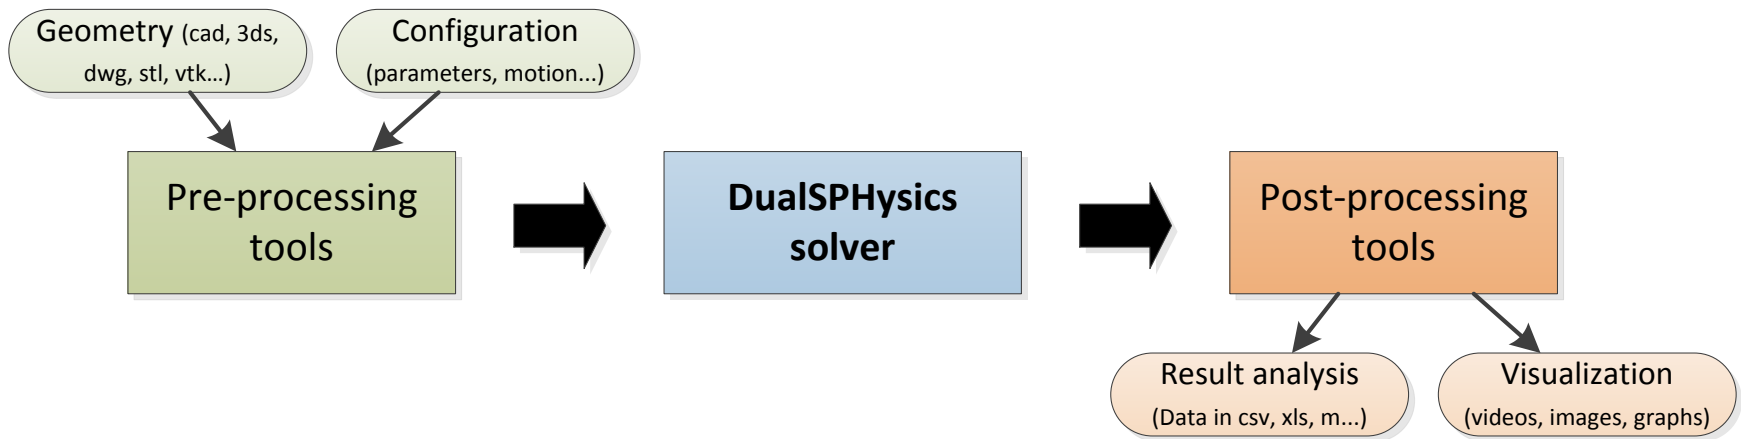 Geometry (cad, 3ds,
dwg, stl, vtk...)
Configuration
(parameters, motion...)
Pre-processing
tools
DualSPHysics
solver
Post-processing
tools
Result analysis
(Data in csv, xls, m...)
Visualization
(videos, images, graphs)